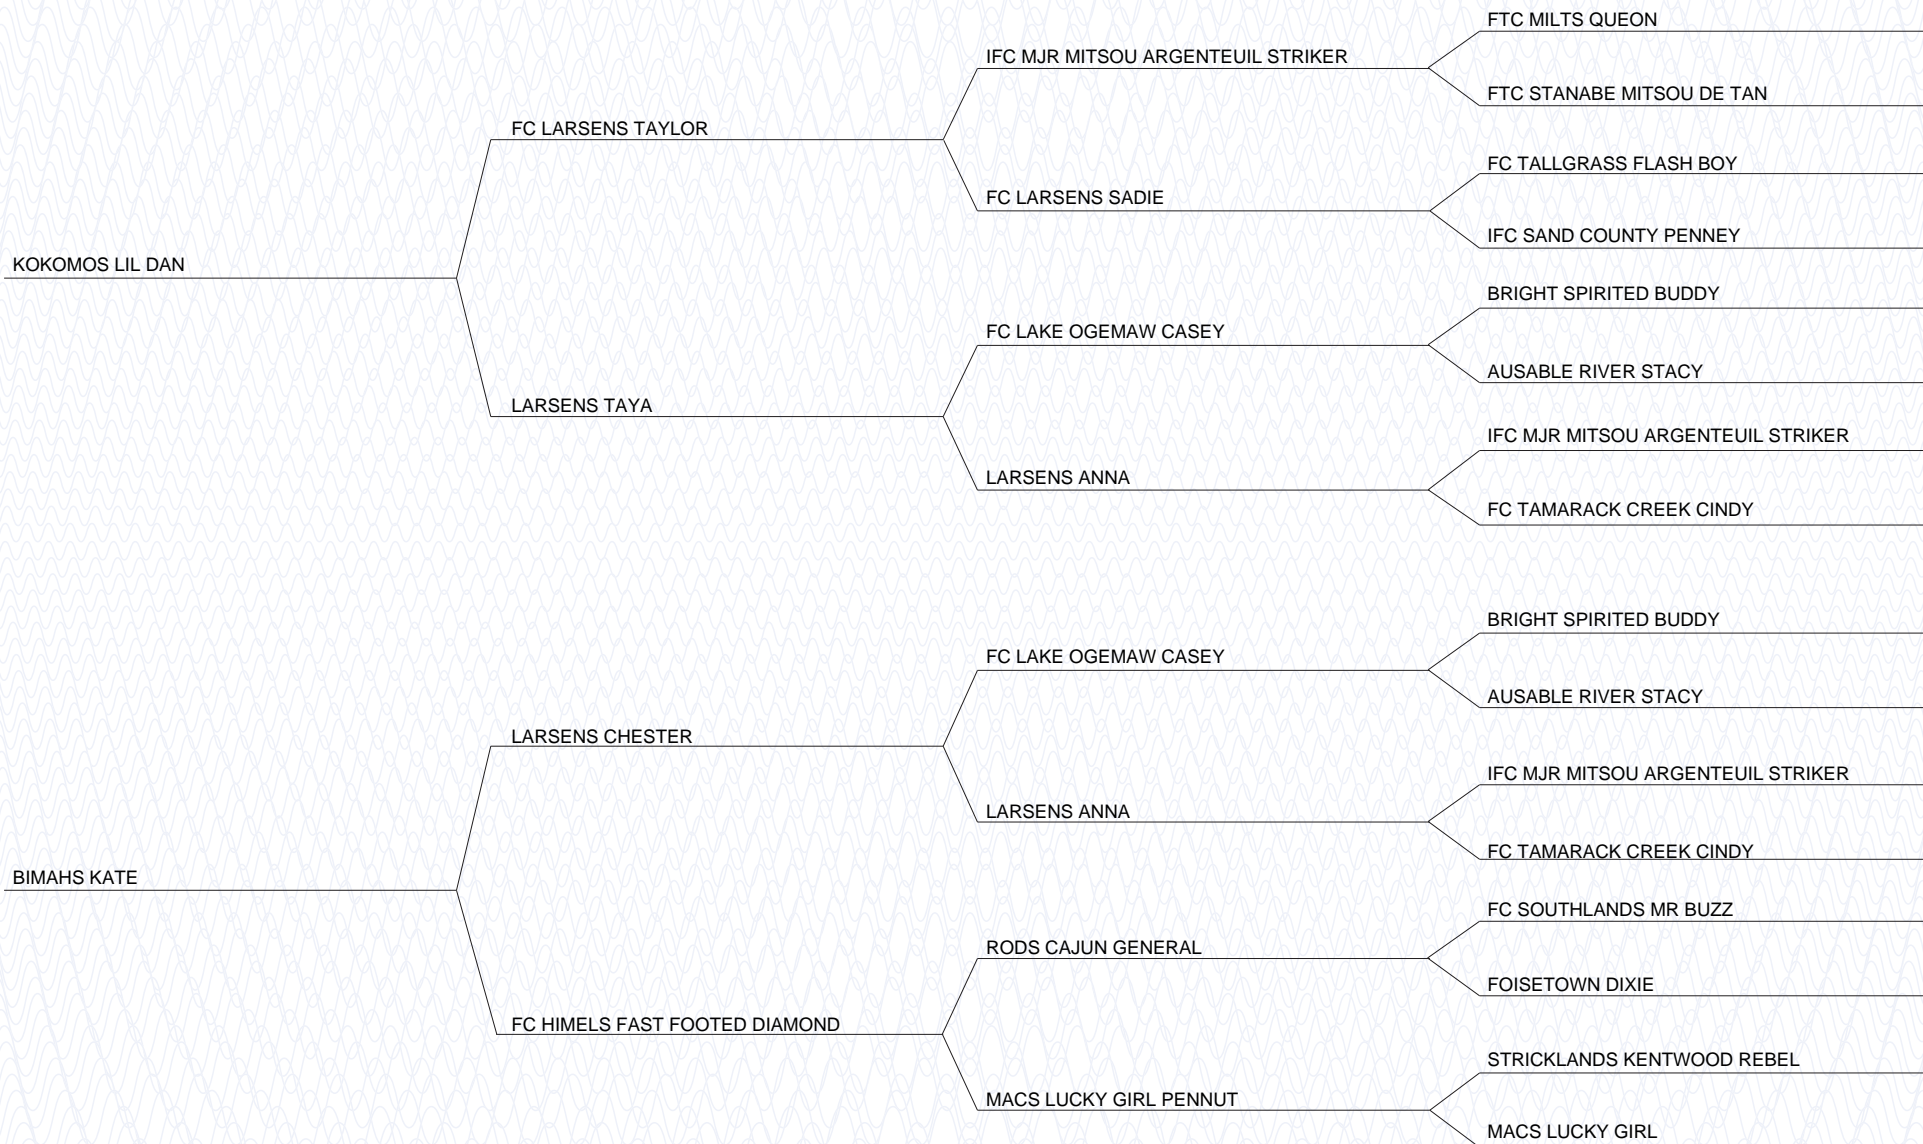 FTC MILTS QUEON
IFC MJR MITSOU ARGENTEUIL STRIKER
FTC STANABE MITSOU DE TAN
FC LARSENS TAYLOR
FC TALLGRASS FLASH BOY
FC LARSENS SADIE
IFC SAND COUNTY PENNEY
KOKOMOS LIL DAN
BRIGHT SPIRITED BUDDY
FC LAKE OGEMAW CASEY
AUSABLE RIVER STACY
LARSENS TAYA
IFC MJR MITSOU ARGENTEUIL STRIKER
LARSENS ANNA
FC TAMARACK CREEK CINDY
BRIGHT SPIRITED BUDDY
FC LAKE OGEMAW CASEY
AUSABLE RIVER STACY
LARSENS CHESTER
IFC MJR MITSOU ARGENTEUIL STRIKER
LARSENS ANNA
FC TAMARACK CREEK CINDY
BIMAHS KATE
FC SOUTHLANDS MR BUZZ
RODS CAJUN GENERAL
FOISETOWN DIXIE
FC HIMELS FAST FOOTED DIAMOND
STRICKLANDS KENTWOOD REBEL
MACS LUCKY GIRL PENNUT
MACS LUCKY GIRL